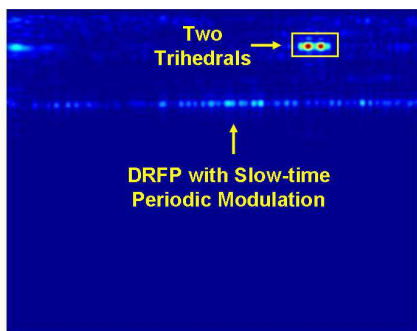 Two
Trihedrals
DRFP with Slow-time
Periodic Modulation